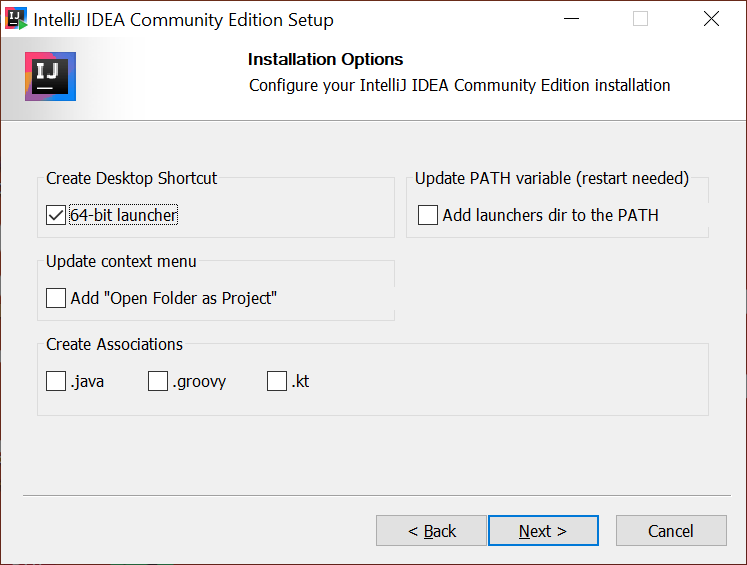 IntelliJ IDEA Community Edition Setup
IJ
Installation Options
Configure your IntelliJ IDEA Community Edition installation
Create Desktop Shortcut
64-bit launcher
Update PATH variable (restart needed)
Add launchers dir to the PATH
Update context menu
Add "Open Folder as Project"
Create Associations
.java .groovy .kt
< Back Next > Cancel